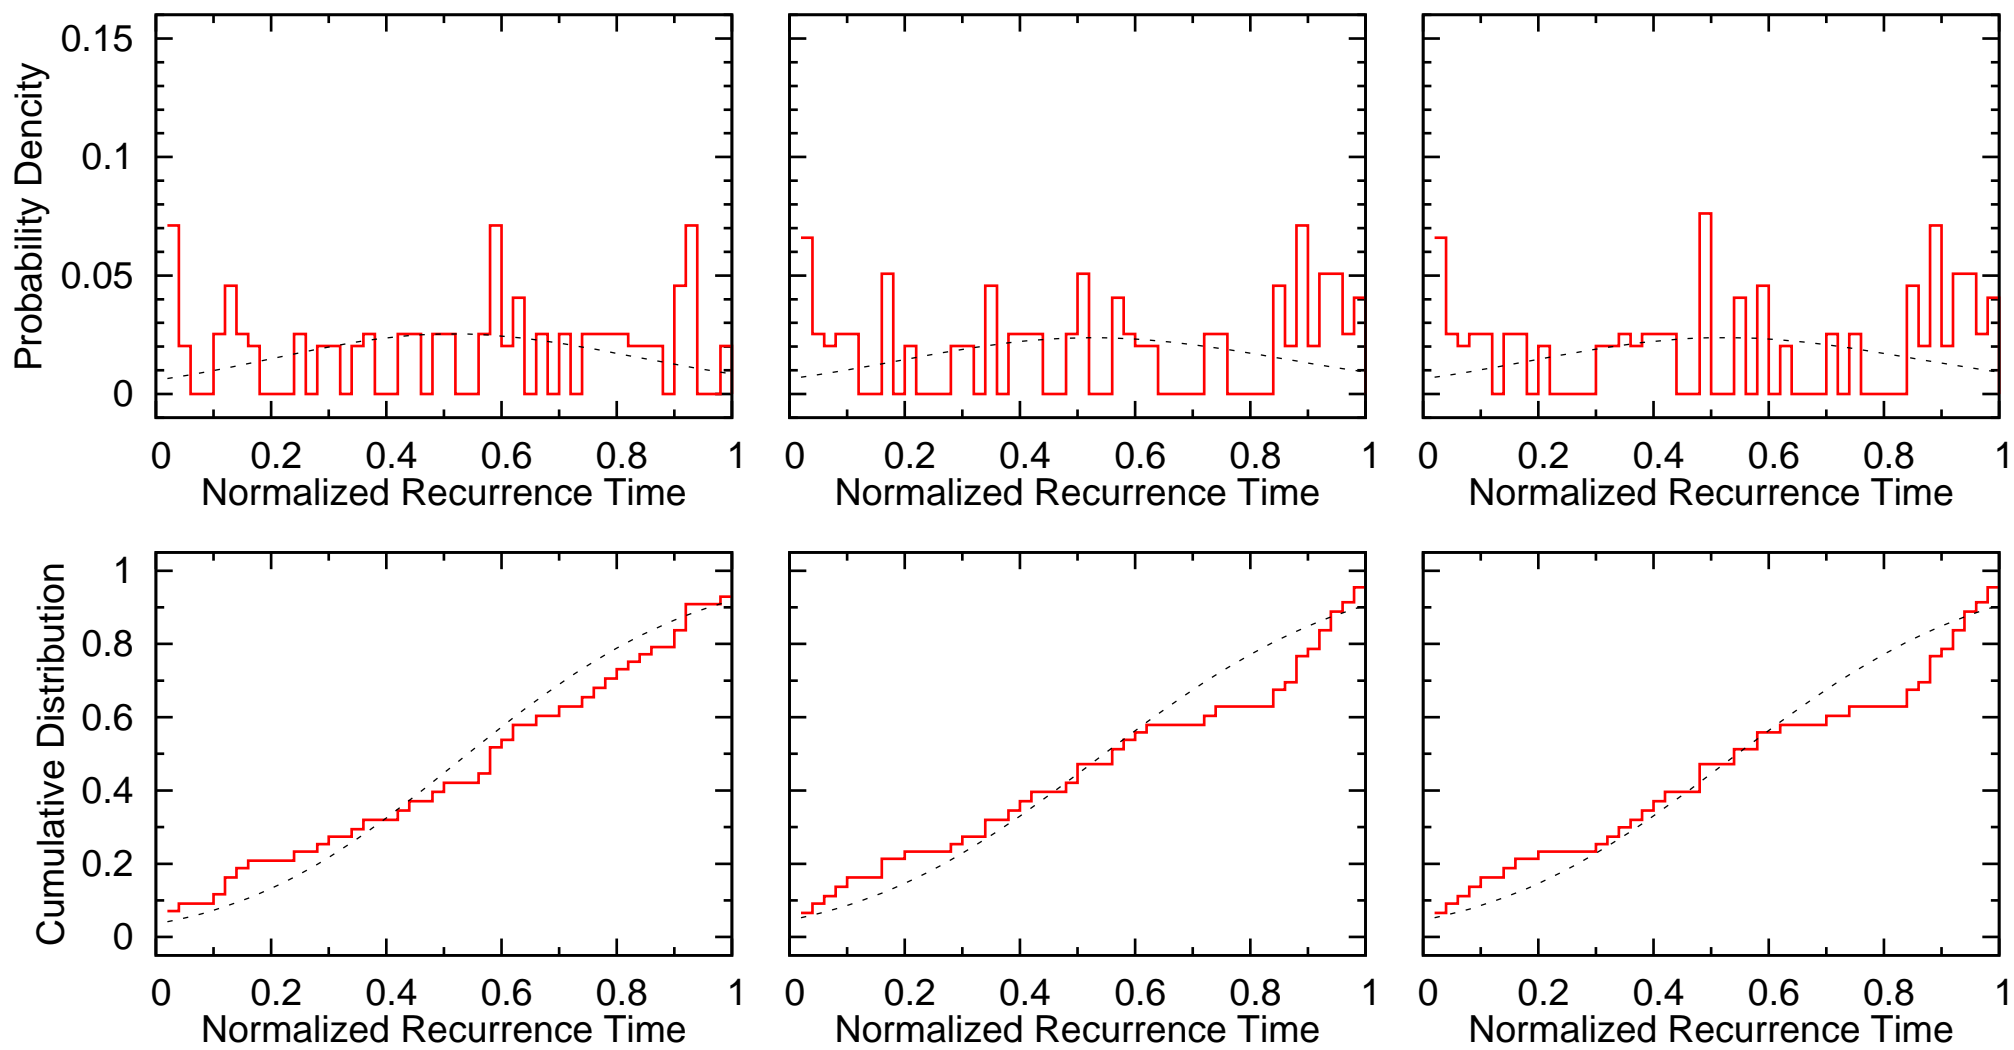 Probability Dencity
0.15
0.1
0.05
0
0 0.2 0.4 0.6 0.8 1
0 0.2 0.4 0.6 0.8 1
0 0.2 0.4 0.6 0.8 1
Normalized Recurrence Time
Normalized Recurrence Time
Normalized Recurrence Time
Cumulative Distribution
1
0.8
0.6
0.4
0.2
0
0 0.2 0.4 0.6 0.8 1
0 0.2 0.4 0.6 0.8 1
0 0.2 0.4 0.6 0.8 1
Normalized Recurrence Time
Normalized Recurrence Time
Normalized Recurrence Time